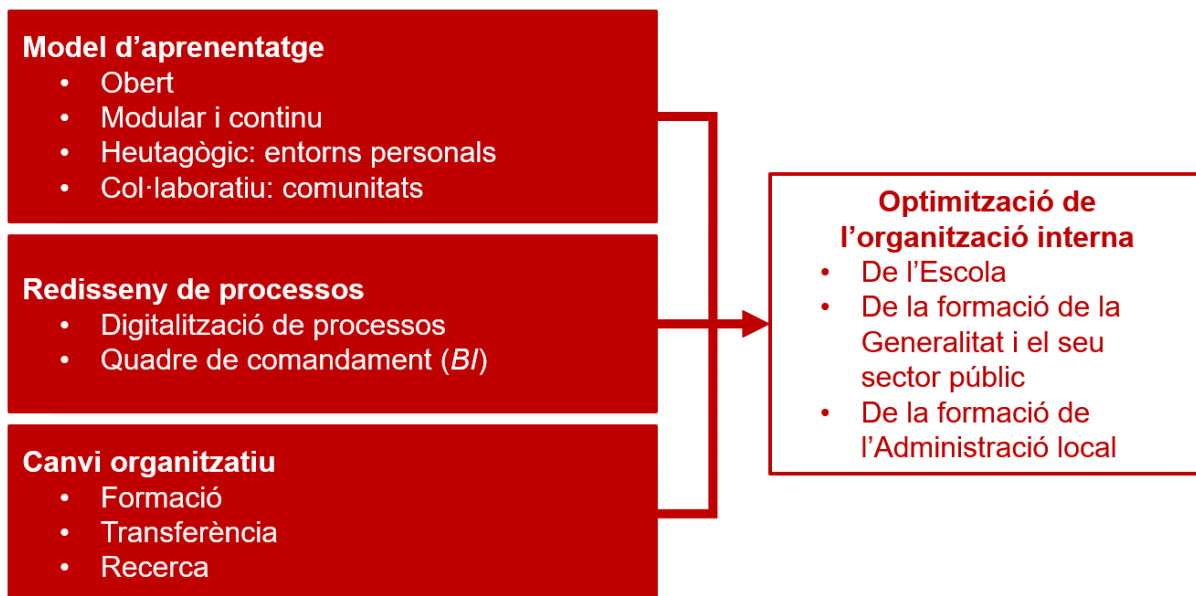 Model d’aprenentatge
• Obert
• Modular i continu
• Heutagògic: entorns personals
• Col·laboratiu: comunitats
Redisseny de processos
• Digitalització de processos
• Quadre de comandament (BI)
Canvi organitzatiu
• Formació
• Transferència
• Recerca
Optimització de
l’organització interna
• De l’Escola
• De la formació de la
Generalitat i el seu
sector públic
• De la formació de
l’Administració local